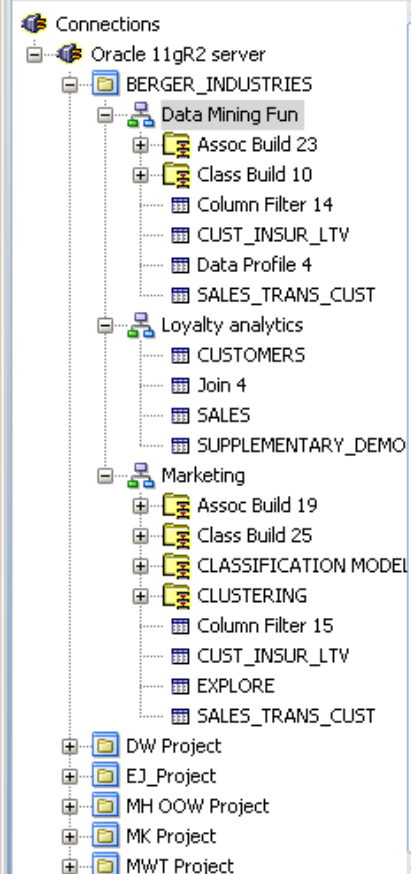 Connections
Oracle 11gR2 server
BERGER_INDUSTRIES
Data Mining Fun
Assoc Build 23
Class Build 10
Column Filter 14
CUST_INSUR_LTV
Data Profile 4
SALES_TRANS_CUST
Loyalty analytics
CUSTOMERS
Join 4
SALES
SUPPLEMENTARY_DEMO
Marketing
Assoc Build 19
Class Build 25
CLASSIFICATION MODEL
CLUSTERING
Column Filter 15
CUST_INSUR_LTV
EXPLORE
SALES_TRANS_CUST
DW Project
EJ_Project
MH OOW Project
MK Project
MWT Project